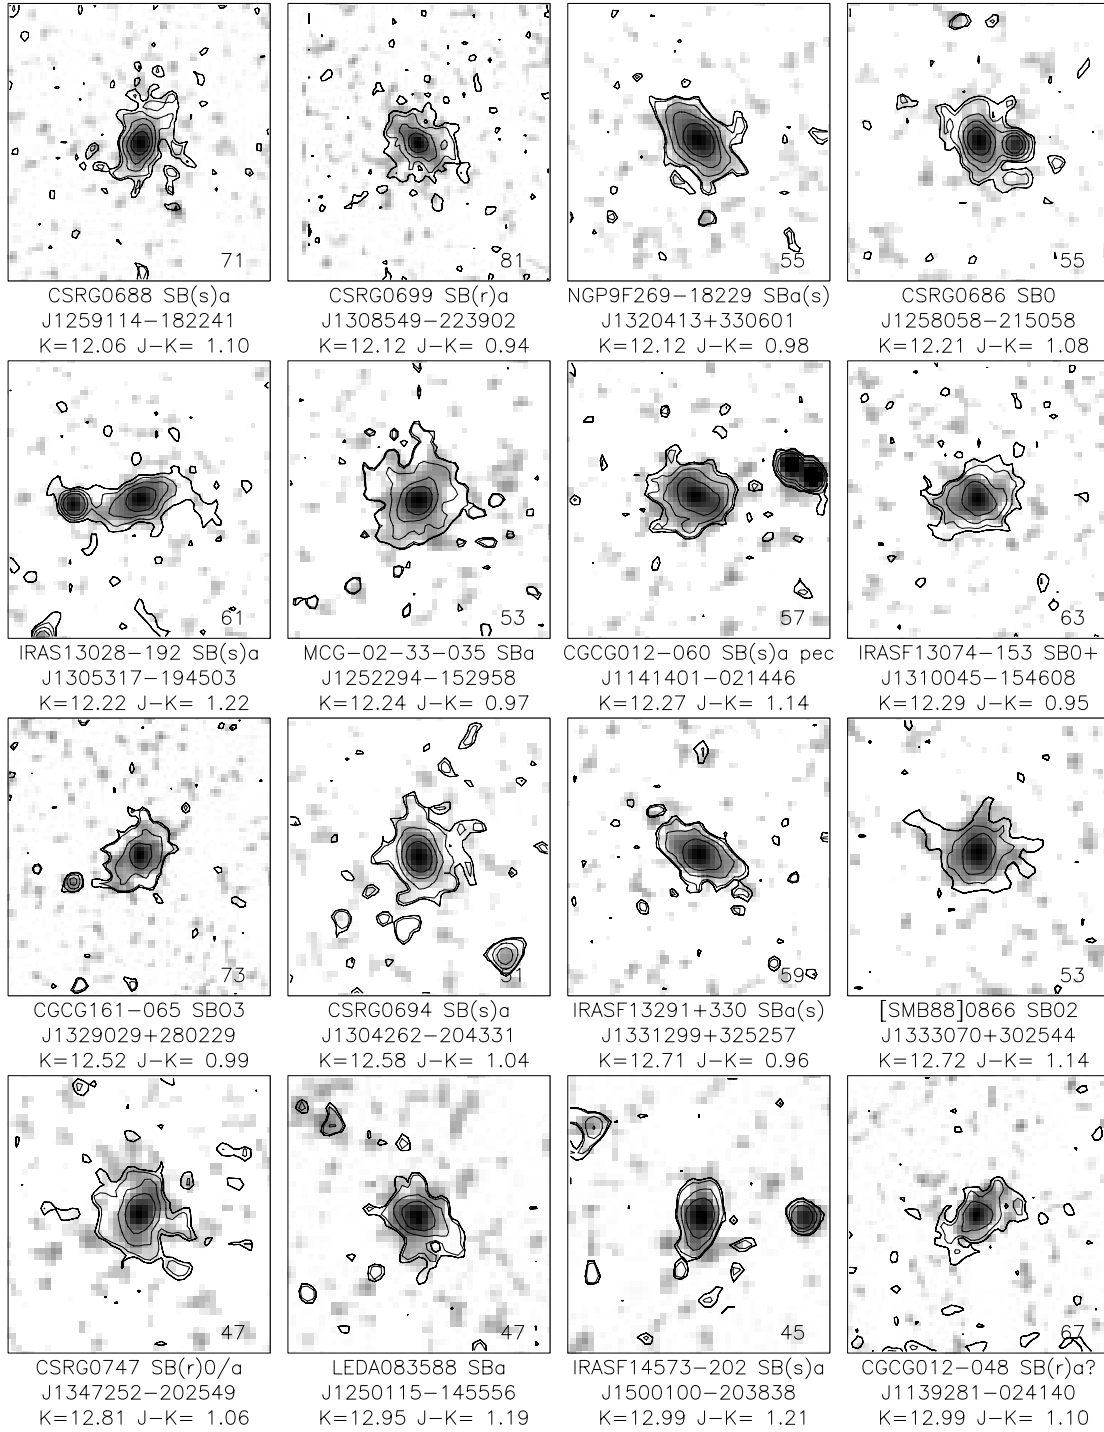 71 81 55 55
CSRG0688 SB(s)a CSRG0699 SB(r)a NGP9F269-18229 SBa(s) CSRG0686 SB0
J1259114-182241 J1308549-223902 J1320413+330601 J1258058-215058
K=12.06 J-K= 1.10 K=12.12 J-K= 0.94 K=12.12 J-K= 0.98 K=12.21 J-K= 1.08
61 53 57 63
IRAS13028-192 SB(s)a MCG-02-33-035 SBa CGCG012-060 SB(s)a pec IRASF13074-153 SB0+
J1305317-194503 J1252294-152958 J1141401-021446 J1310045-154608
K=12.22 J-K= 1.22 K=12.24 J-K= 0.97 K=12.27 J-K= 1.14 K=12.29 J-K= 0.95
73 59 53
CGCG161-065 SB03 CSRG0694 SB(s)a IRASF13291+330 SBa(s) [SMB88]0866 SB02
J1329029+280229 J1304262-204331 J1331299+325257 J1333070+302544
K=12.52 J-K= 0.99 K=12.58 J-K= 1.04 K=12.71 J-K= 0.96 K=12.72 J-K= 1.14
47 47 45 67
CSRG0747 SB(r)0/a LEDA083588 SBa IRASF14573-202 SB(s)a CGCG012-048 SB(r)a?
J1347252-202549 J1250115-145556 J1500100-203838 J1139281-024140
K=12.81 J-K= 1.06 K=12.95 J-K= 1.19 K=12.99 J-K= 1.21 K=12.99 J-K= 1.10